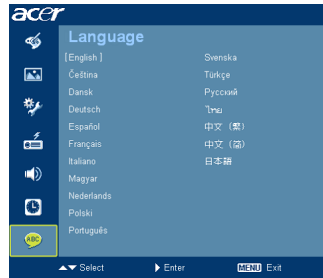 acer
Language
[ English ]
Čeština
Dansk
Deutsch
Español
Français
Italiano
Magyar
Nederlands
Polski
Português
Svenska
Türkçe
Русский
ไทย
中文 (繁)
中文 (简)
日本語
ABC
Select Enter MENU Exit